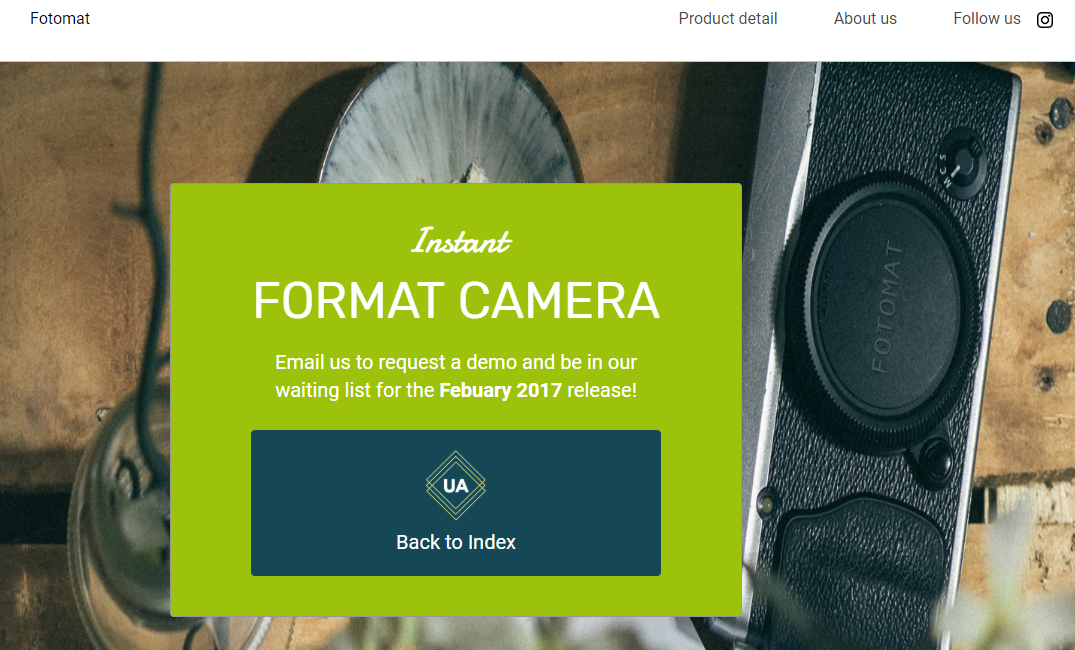 Fotomat
Product detail
About us
Follow us
Instant
FORMAT CAMERA
Email us to request a demo and be in our
waiting list for the Febuary 2017 release!
UA
Back to Index
FOTOMAT
M C S